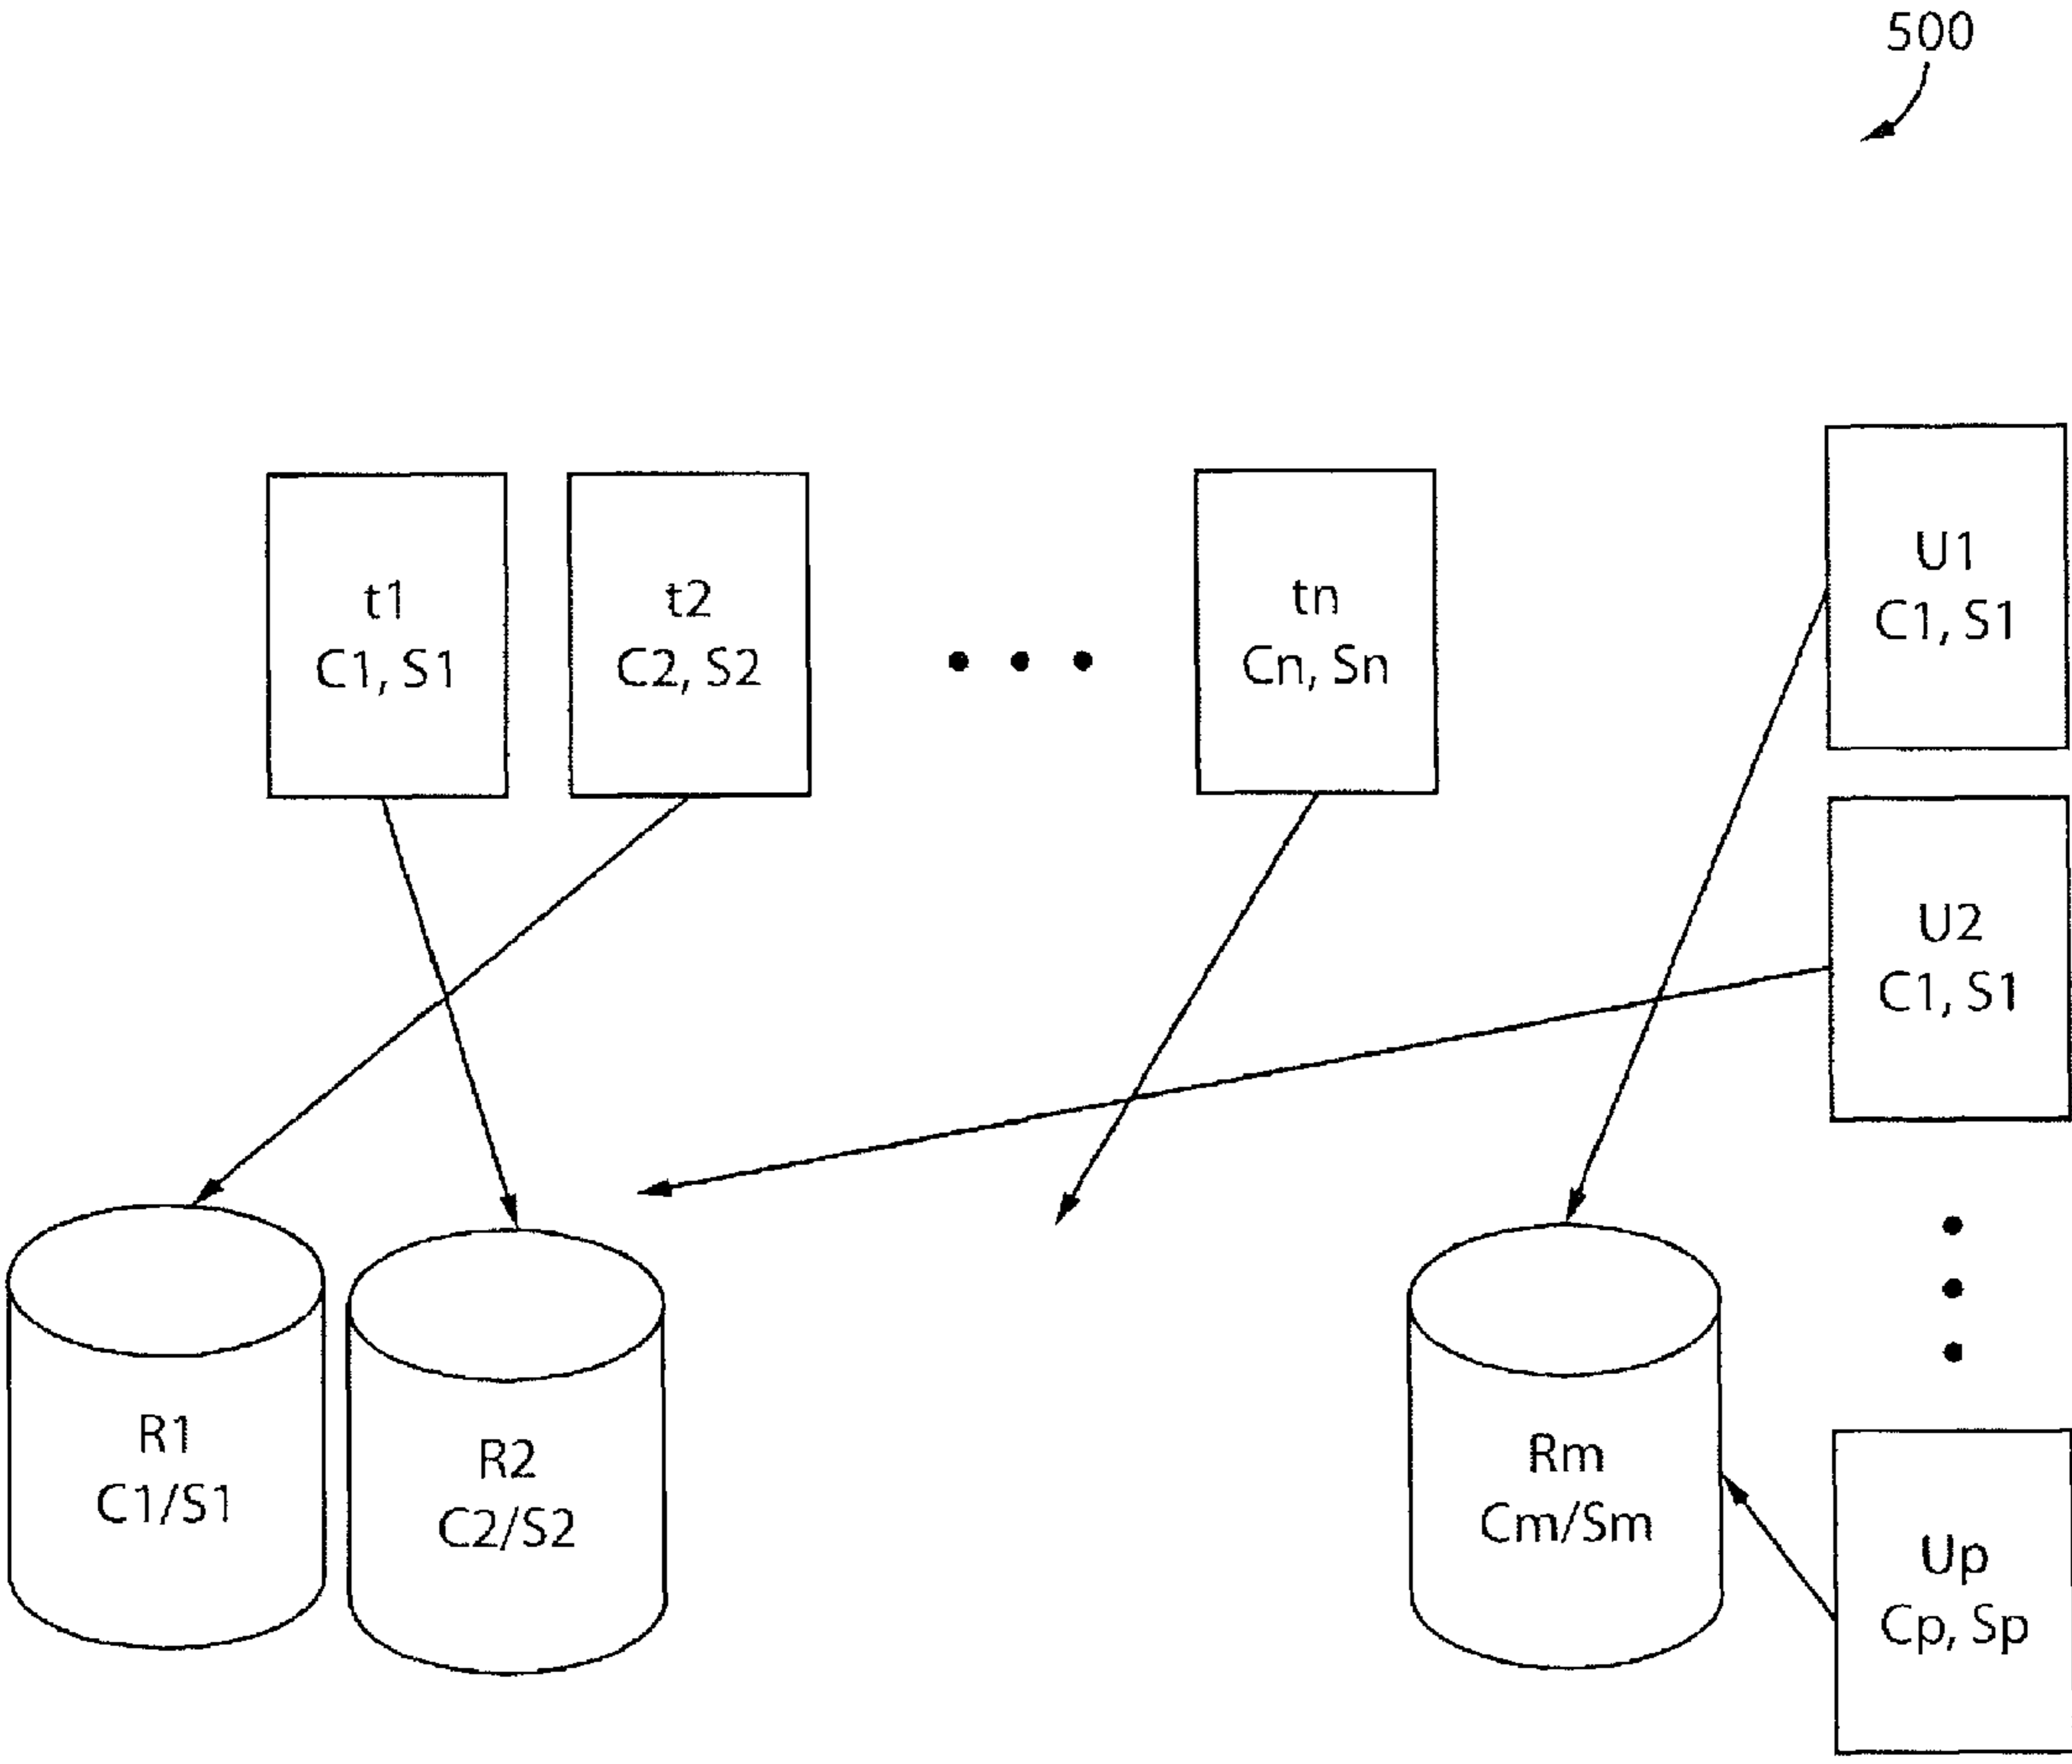 500
t1
C1, S1
t2
C2, S2
tn
Cn, Sn
U1
C1, S1
U2
C1, S1
R1
C1/S1
R2
C2/S2
Rm
Cm/Sm
Up
Cp, Sp